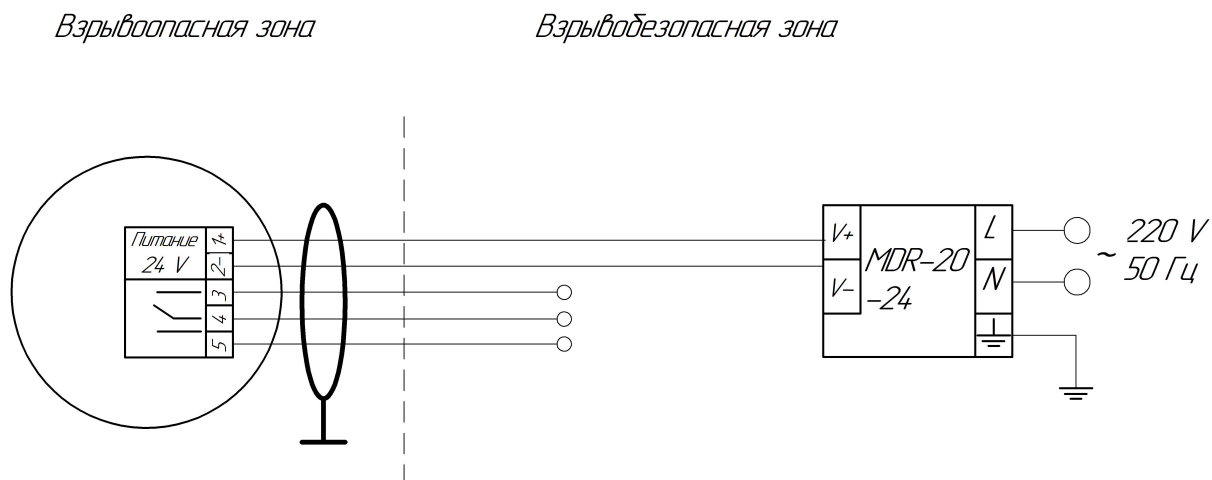 Взрывоопасная зона
Взрывобезопасная зона
Питание
24 V
1+
2-
3
4
5
V+
V-
MDR-20
-24
L
N
~
220 V
50 Гц